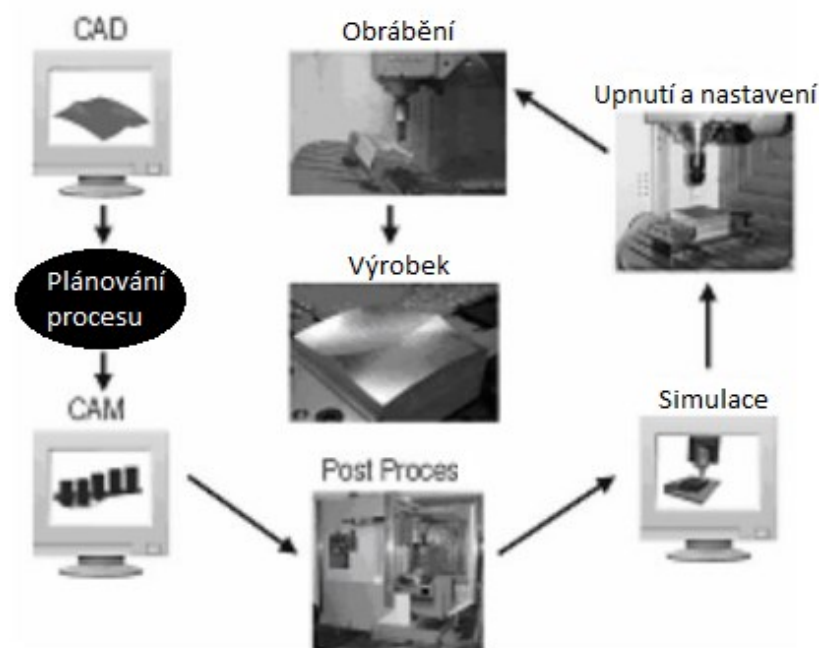 CAD
Obrábění
Upnutí a nastavení
Plánování
procesu
Výrobek
CAM
Simulace
Post Proces